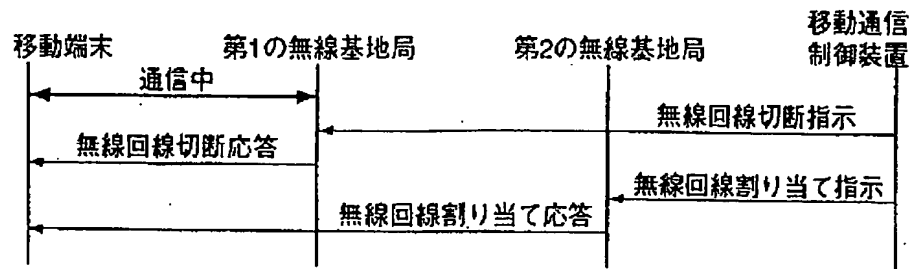 移動端末
第1の無線基地局
第2の無線基地局
移動通信
制御装置
通信中
無線回線切断指示
無線回線切断応答
無線回線割り当て指示
無線回線割り当て応答